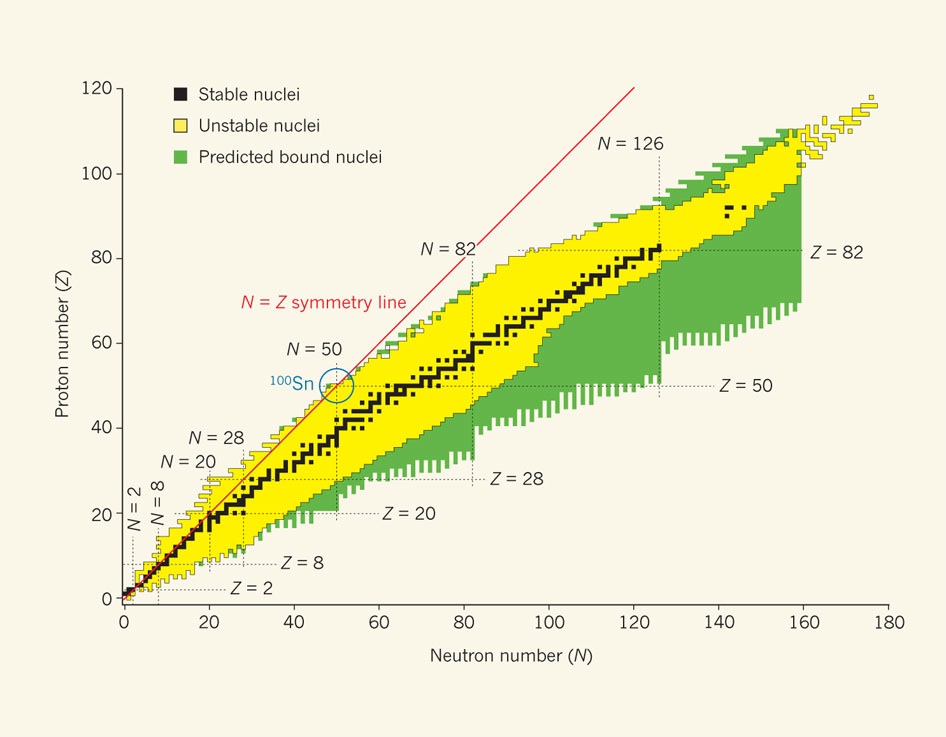 120
Stable nuclei
Unstable nuclei
Predicted bound nuclei
N = 126
100
N = 82
80
Z = 82
N = Z symmetry line
60
N = 50
¹⁰⁰Sn
Z = 50
40
N = 28
N = 20
Z = 28
N = 2
N = 8
20
Z = 20
Z = 8
Z = 2
0
Proton number (Z)
0 20 40 60 80 100 120 140 160 180
Neutron number (N)